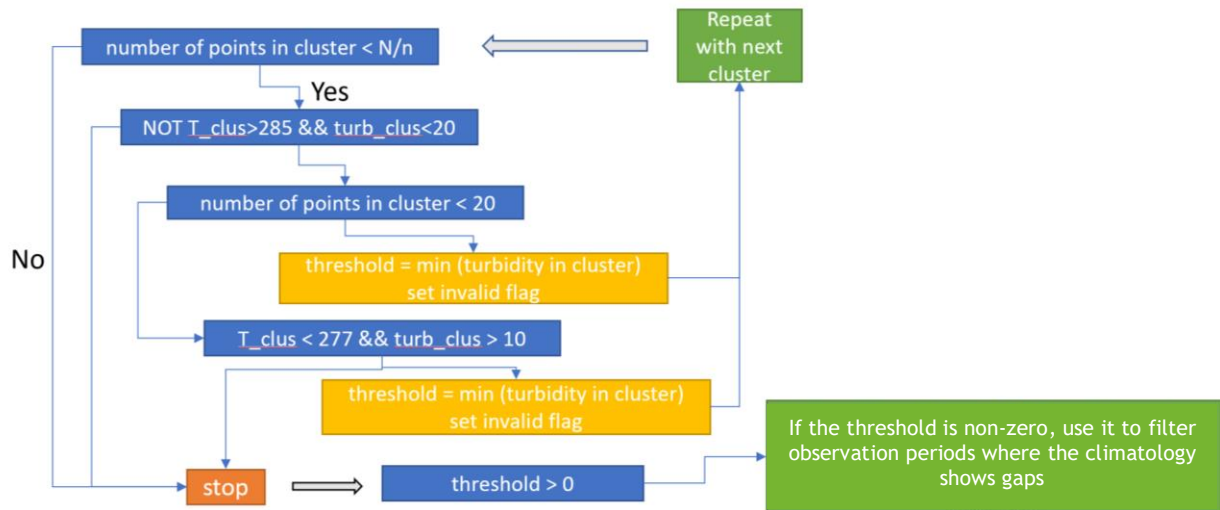 Repeat
with next
cluster
number of points in cluster < N/n
Yes
NOT T_clus>285 && turb_clus<20
number of points in cluster < 20
No
threshold = min (turbidity in cluster)
set invalid flag
T_clus < 277 && turb_clus > 10
threshold = min (turbidity in cluster)
set invalid flag
If the threshold is non-zero, use it to filter
observation periods where the climatology
shows gaps
stop
threshold > 0